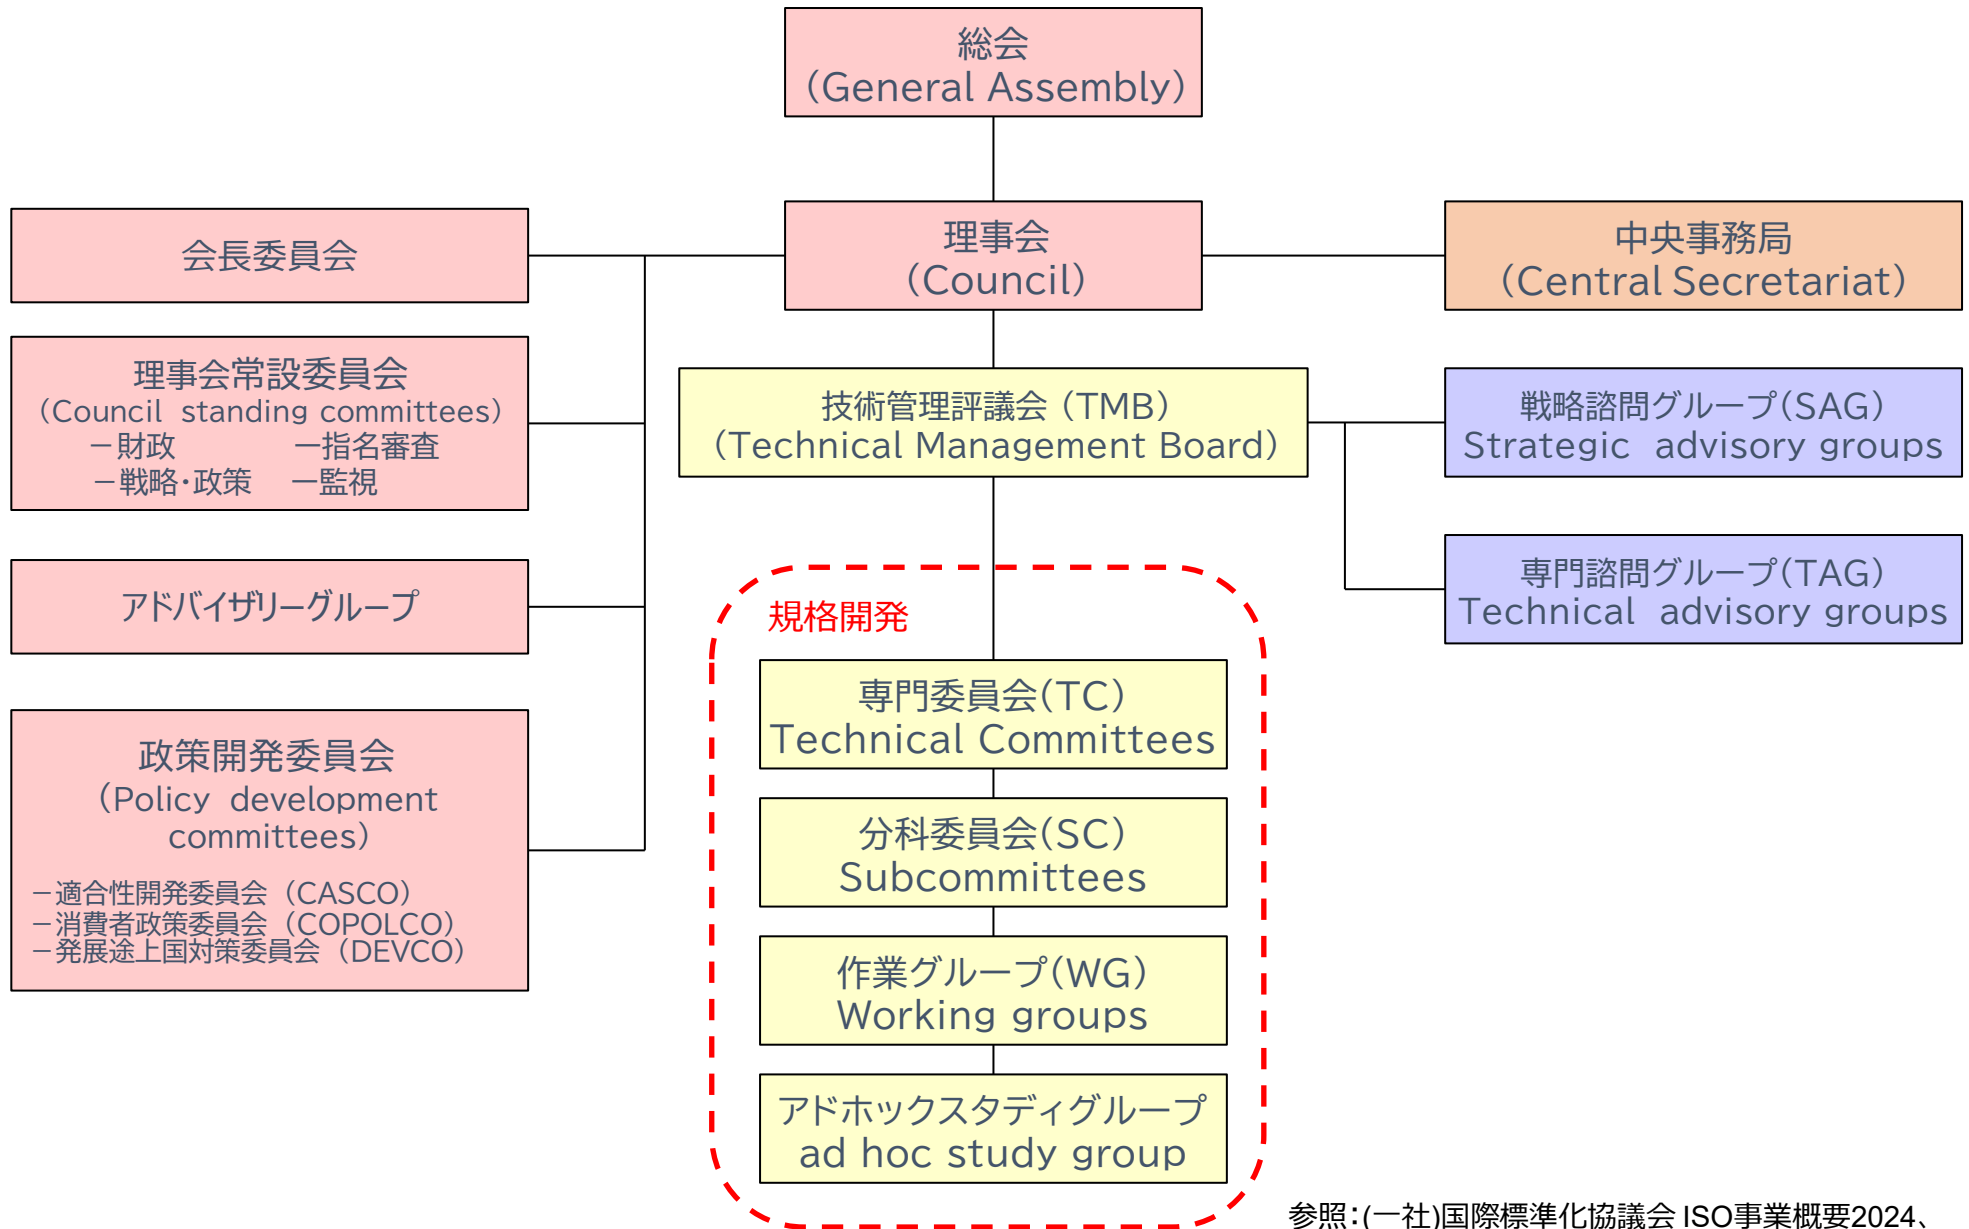 総会
（General Assembly）
会長委員会
理事会
（Council）
中央事務局
（Central Secretariat）
理事会常設委員会
（Council standing committees）
－財政 ー指名審査
－戦略・政策 ー監視
技術管理評議会（TMB）
（Technical Management Board）
戦略諮問グループ（SAG）
Strategic advisory groups
アドバイザリーグループ
専門諮問グループ（TAG）
Technical advisory groups
規格開発
専門委員会（TC）
Technical Committees
政策開発委員会
（Policy development
committees）
－適合性開発委員会（CASCO）
－消費者政策委員会（COPOLCO）
－発展途上国対策委員会（DEVCO）
分科委員会（SC）
Subcommittees
作業グループ（WG）
Working groups
アドホックスタディグループ
ad hoc study group
参照：(一社)国際標準化協議会 ISO事業概要2024、